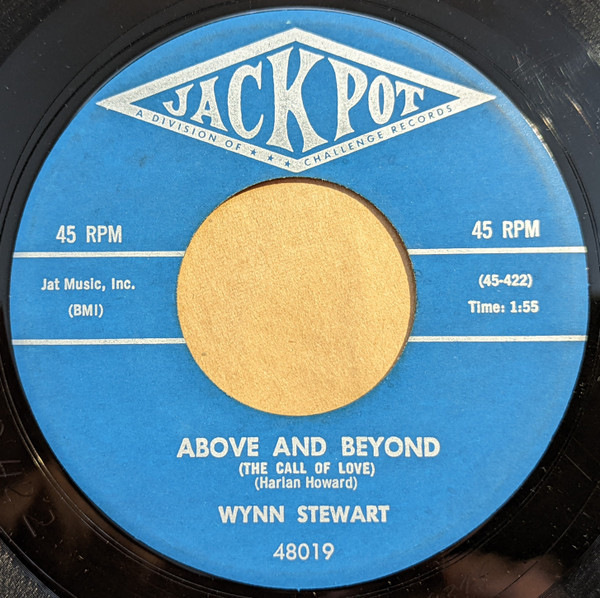 JACKPOT
A DIVISION OF ★ ★ ★ CHALLENGE RECORDS
45 RPM
45 RPM
Jat Music, Inc.
(BMI)
(45-422)
Time: 1:55
ABOVE AND BEYOND
(THE CALL OF LOVE)
(Harlan Howard)
WYNN STEWART
48019